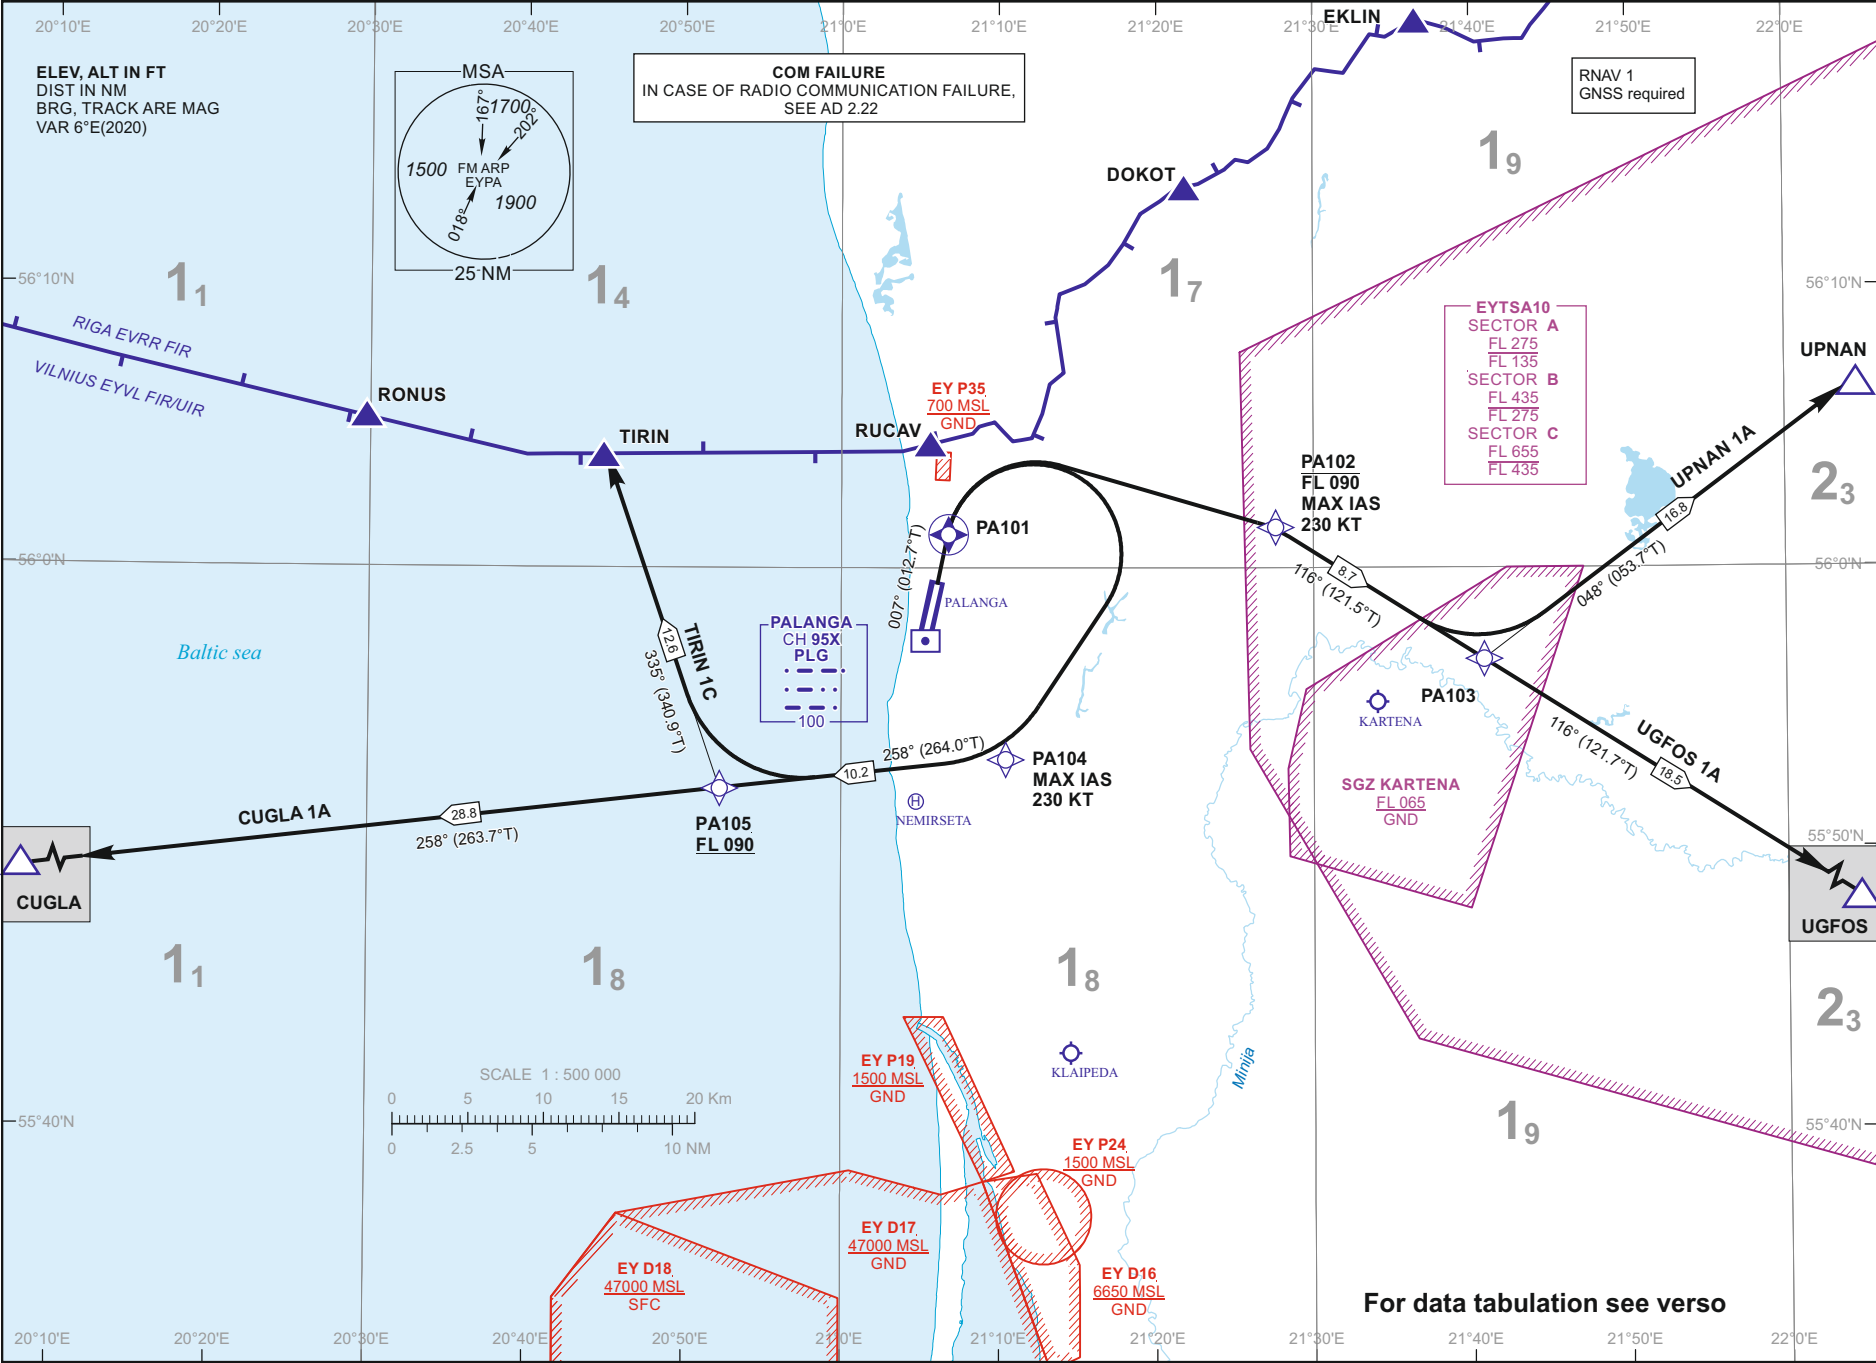 20°10'E
20°20'E
20°30'E
20°40'E
20°50'E
21°0'E
21°10'E
21°20'E
21°30'E
21°40'E
21°50'E
22°0'E
ELEV, ALT IN FT
DIST IN NM
BRG, TRACK ARE MAG
VAR 6°E(2020)
MSA
167°
1700
202°
1500
FM ARP
EYPA
1900
018°
25 NM
COM FAILURE
IN CASE OF RADIO COMMUNICATION FAILURE,
SEE AD 2.22
EKLIN
RNAV 1
GNSS required
DOKOT
19
56°10'N
11
14
17
56°10'N
RIGA EVRR FIR
VILNIUS EYVL FIR/UIR
EYTSA10
SECTOR A
FL 275
FL 135
SECTOR B
FL 435
FL 275
SECTOR C
FL 655
FL 435
UPNAN
RONUS
TIRIN
RUCAV
EY P35
700 MSL
GND
UPNAN 1A
16.8
048° (053.7°T)
23
PA102
FL 090
MAX IAS
230 KT
PA101
007° (012.7°T)
56°0'N
56°0'N
8.7
116° (121.5°T)
PALANGA
PALANGA
CH 95X
PLG
100
Baltic sea
TIRIN 1C
12.6
335° (340.9°T)
PA103
KARTENA
116° (121.7°T)
UGFOS 1A
18.5
258° (264.0°T)
10.2
PA104
MAX IAS
230 KT
SGZ KARTENA
FL 065
GND
NEMIRSETA
CUGLA 1A
28.8
258° (263.7°T)
PA105
FL 090
55°50'N
CUGLA
UGFOS
11
18
18
23
EY P19
1500 MSL
GND
KLAIPEDA
Minija
SCALE 1 : 500 000
0
5
10
15
20 Km
0
2.5
5
10 NM
55°40'N
19
55°40'N
EY P24
1500 MSL
GND
EY D17
47000 MSL
GND
EY D18
47000 MSL
SFC
EY D16
6650 MSL
GND
For data tabulation see verso
20°10'E
20°20'E
20°30'E
20°40'E
20°50'E
21°0'E
21°10'E
21°20'E
21°30'E
21°40'E
21°50'E
22°0'E